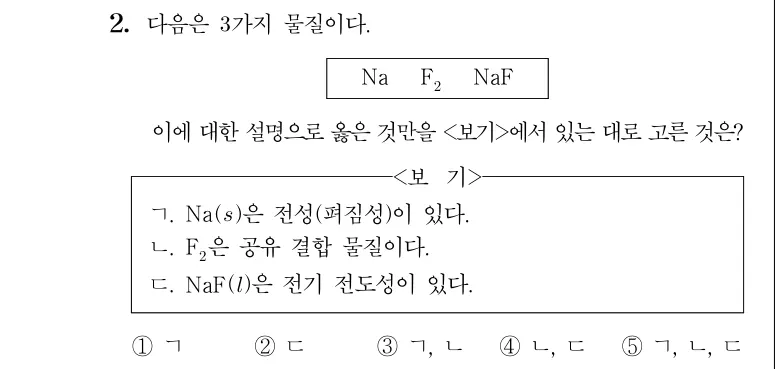 2. 다음은 3가지 물질이다.
Na F₂ NaF
이에 대한 설명으로 옳은 것만을 <보기>에서 있는 대로 고른 것은?
<보 기>
ㄱ. Na(s)은 전성(펴짐성)이 있다.
ㄴ. F₂은 공유 결합 물질이다.
ㄷ. NaF(l)은 전기 전도성이 있다.
① ㄱ ② ㄷ ③ ㄱ, ㄴ ④ ㄴ, ㄷ ⑤ ㄱ, ㄴ, ㄷ